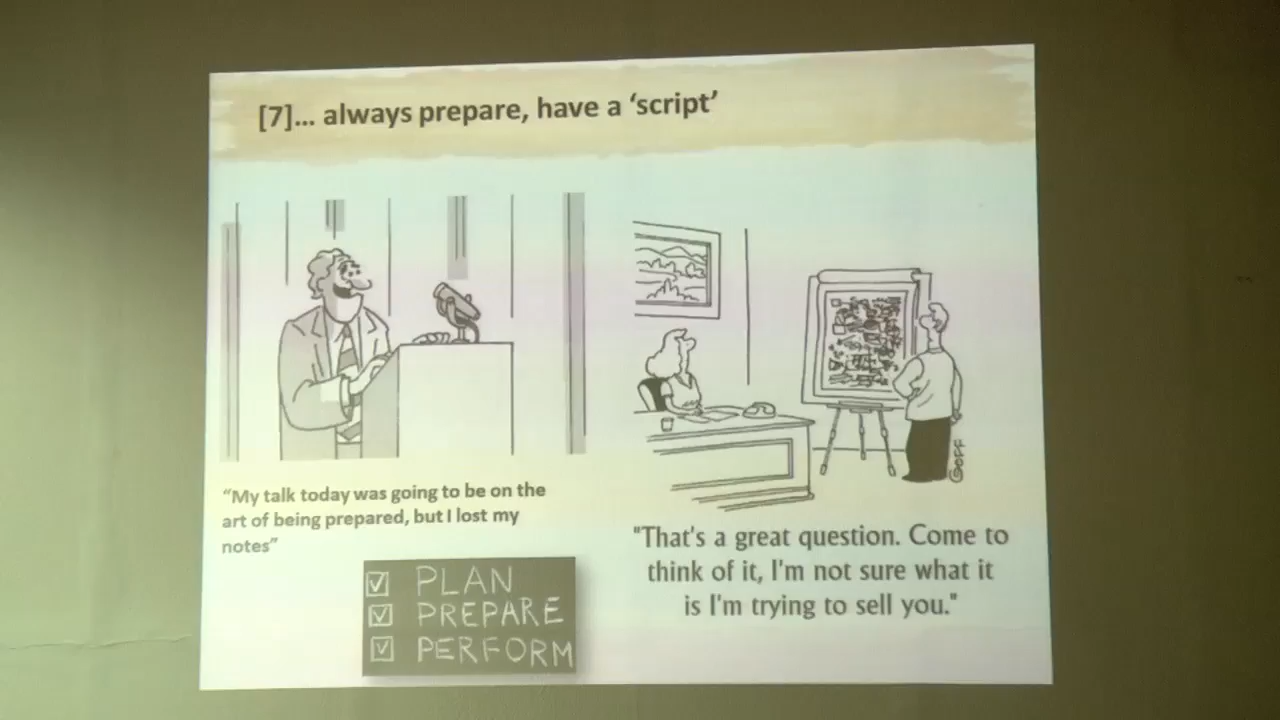 [7]... always prepare, have a ‘script’
“My talk today was going to be on the
art of being prepared, but I lost my
notes”
PLAN
PREPARE
PERFORM
GOFF
"That's a great question. Come to
think of it, I'm not sure what it
is I'm trying to sell you."